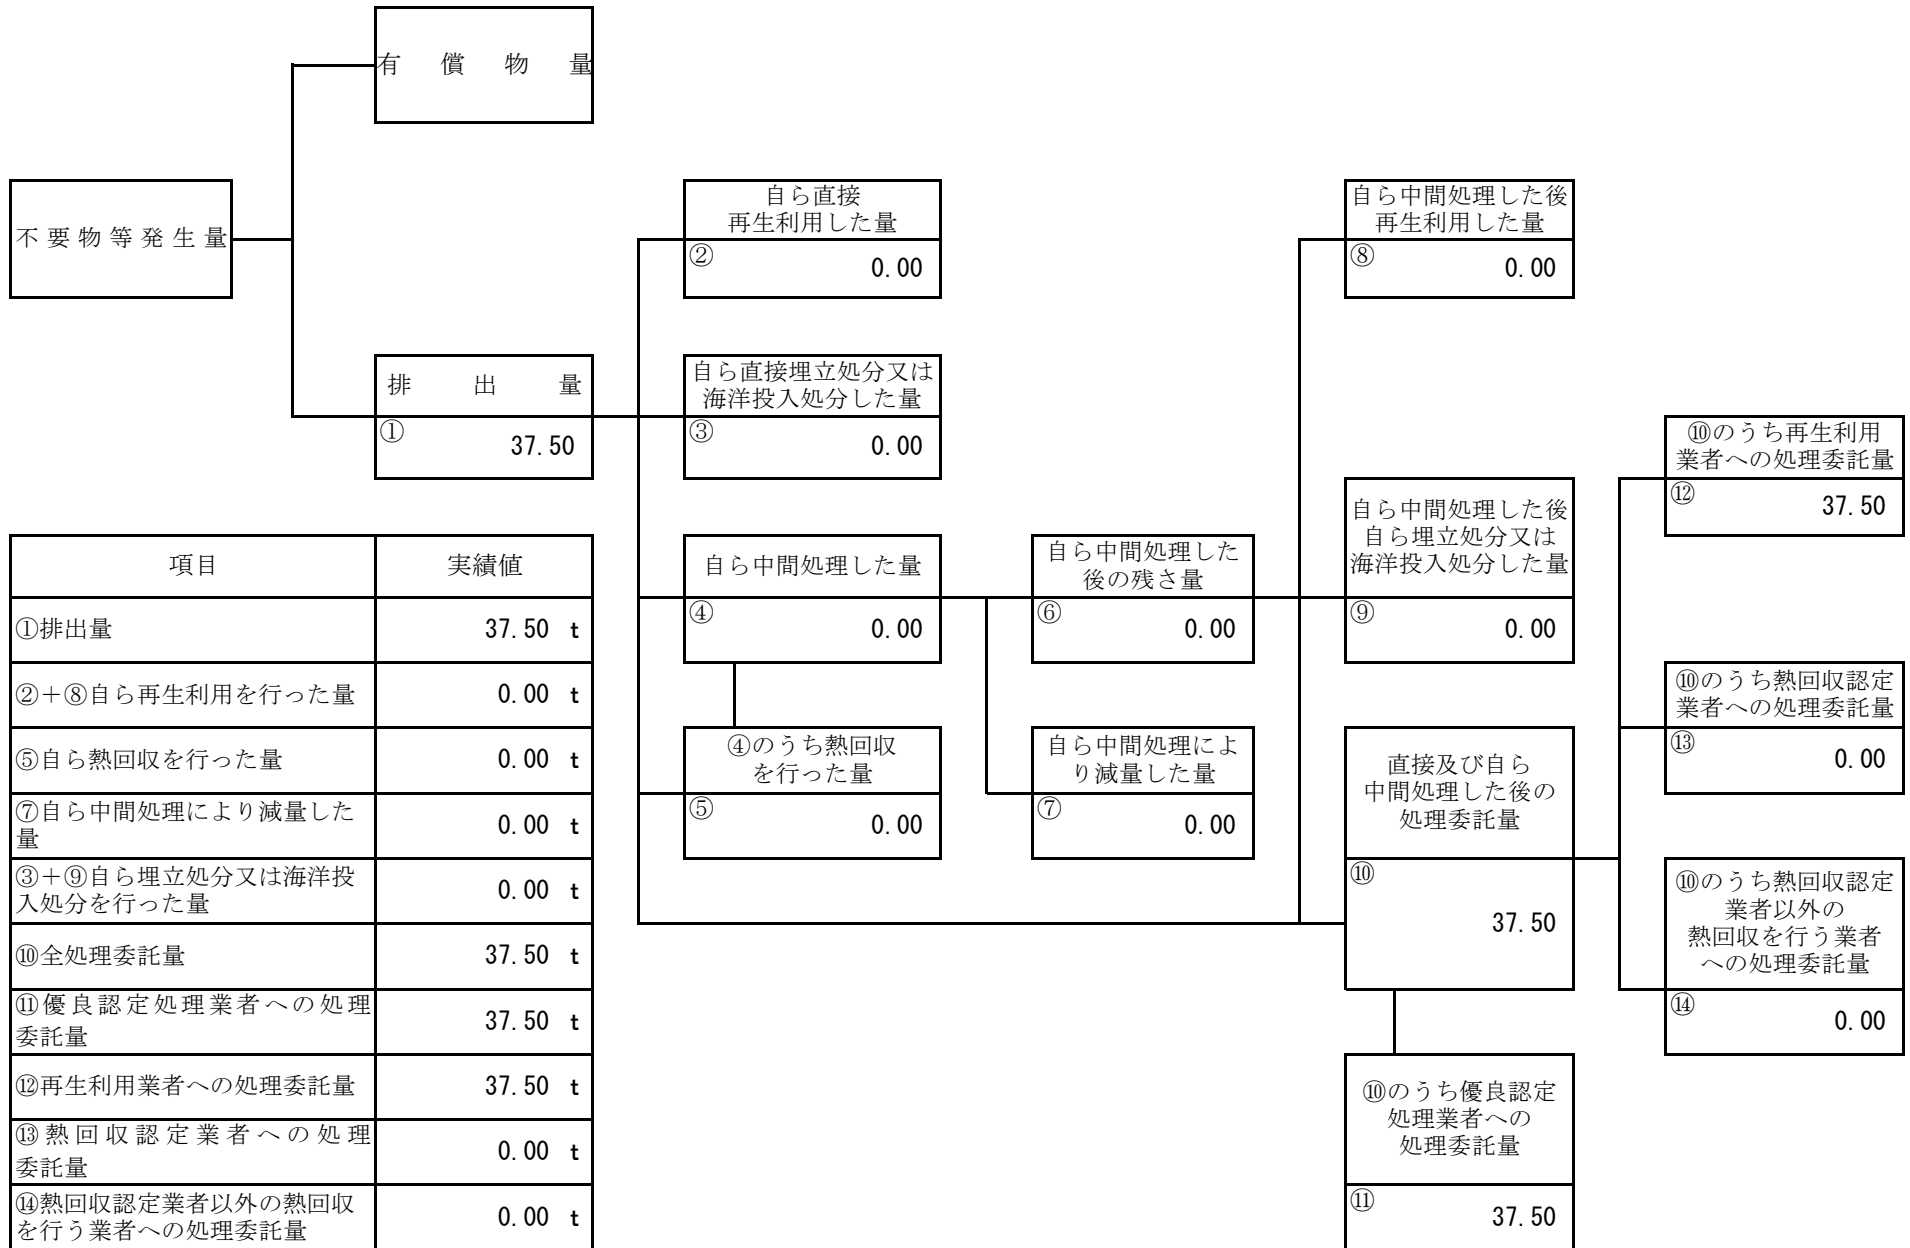 有償物量
不要物等発生量
排出量
①
37.50
自ら直接
再生利用した量
②
0.00
自ら直接埋立処分又は
海洋投入処分した量
③
0.00
自ら中間処理した量
④
0.00
④のうち熱回収
を行った量
⑤
0.00
自ら中間処理した
後の残さ量
⑥
0.00
自ら中間処理によ
り減量した量
⑦
0.00
自ら中間処理した後
再生利用した量
⑧
0.00
自ら中間処理した後
自ら埋立処分又は
海洋投入処分した量
⑨
0.00
直接及び自ら
中間処理した後の
処理委託量
⑩
37.50
⑩のうち優良認定
処理業者への
処理委託量
⑪
37.50
⑩のうち再生利用
業者への処理委託量
⑫
37.50
⑩のうち熱回収認定
業者への処理委託量
⑬
0.00
⑩のうち熱回収認定
業者以外の
熱回収を行う業者
への処理委託量
⑭
0.00
項目 実績値
①排出量 37.50 t
②＋⑧自ら再生利用を行った量 0.00 t
⑤自ら熱回収を行った量 0.00 t
⑦自ら中間処理により減量した
量 0.00 t
③＋⑨自ら埋立処分又は海洋投
入処分を行った量 0.00 t
⑩全処理委託量 37.50 t
⑪優良認定処理業者への処理
委託量 37.50 t
⑫再生利用業者への処理委託量 37.50 t
⑬熱回収認定業者への処理
委託量 0.00 t
⑭熱回収認定業者以外の熱回収
を行う業者への処理委託量 0.00 t